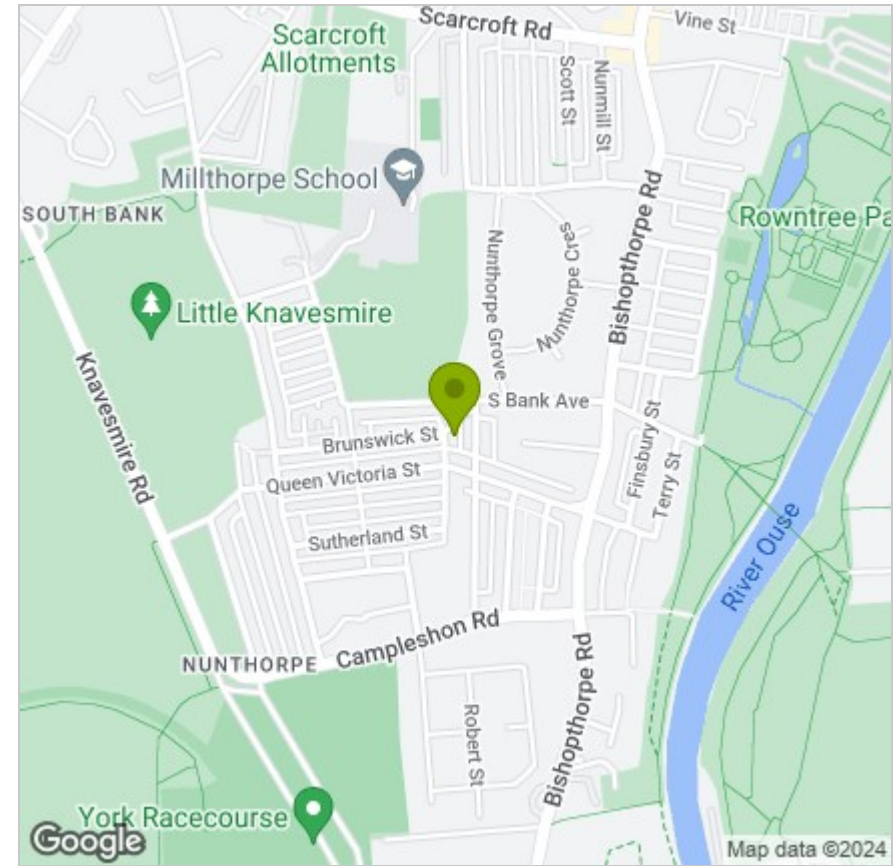 Scarcroft Rd
Vine St
Scarcroft
Allotments
Scott St
Nunmill St
Millthorpe School
SOUTH BANK
Bishopthorpe Rd
Rowntree Pa
Nunthorpe Grove
Nunthorpe Cres
Little Knavesmire
Knavesmire Rd
S Bank Ave
Brunswick St
Queen Victoria St
Finsbury St
Terry St
Sutherland St
River Ouse
Campleshon Rd
NUNTHORPE
Robert St
Bishopthorpe Rd
York Racecourse
Google
Map data ©2024